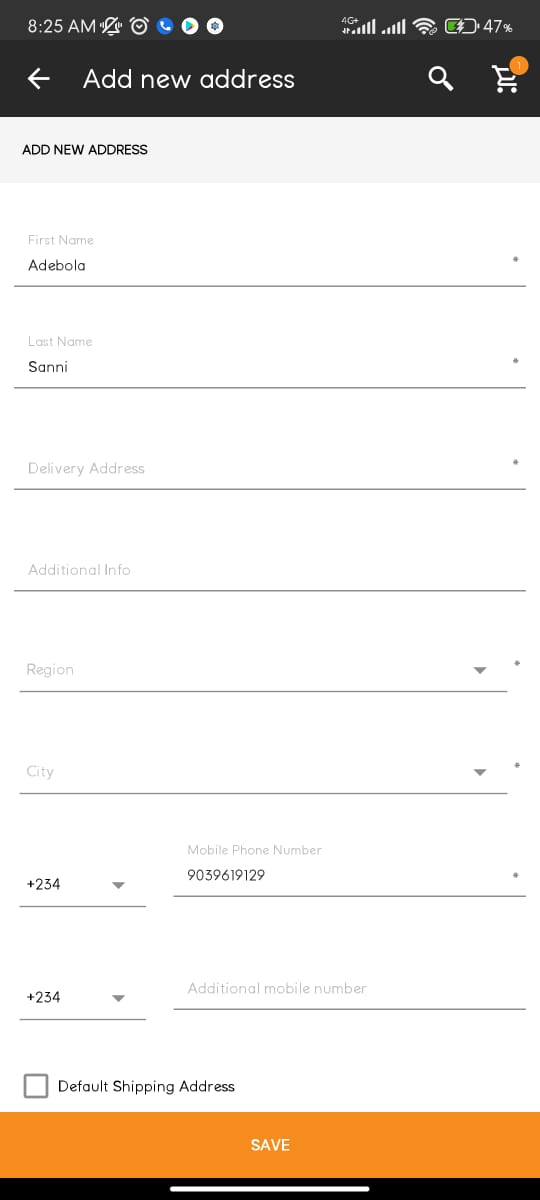 8:25 AM 4G+ 47%
Add new address 1
ADD NEW ADDRESS
First Name
Adebola *
Last Name
Sanni *
Delivery Address *
Additional Info
Region *
City *
Mobile Phone Number
+234 9039619129 *
+234 Additional mobile number
Default Shipping Address
SAVE